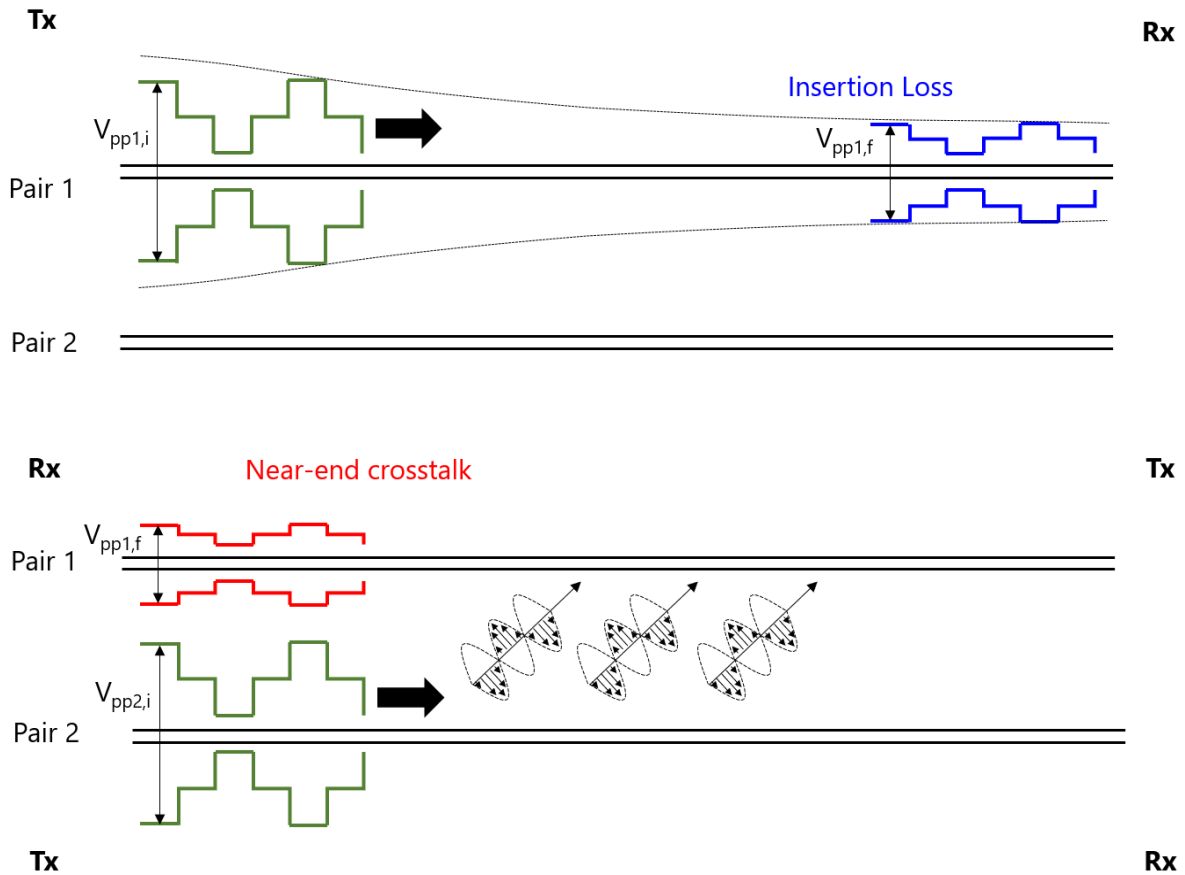 Tx
Rx
Insertion Loss
Vpp1,i
Vpp1,f
Pair 1
Pair 2
Rx
Near-end crosstalk
Tx
Vpp1,f
Pair 1
Vpp2,i
Pair 2
Tx
Rx